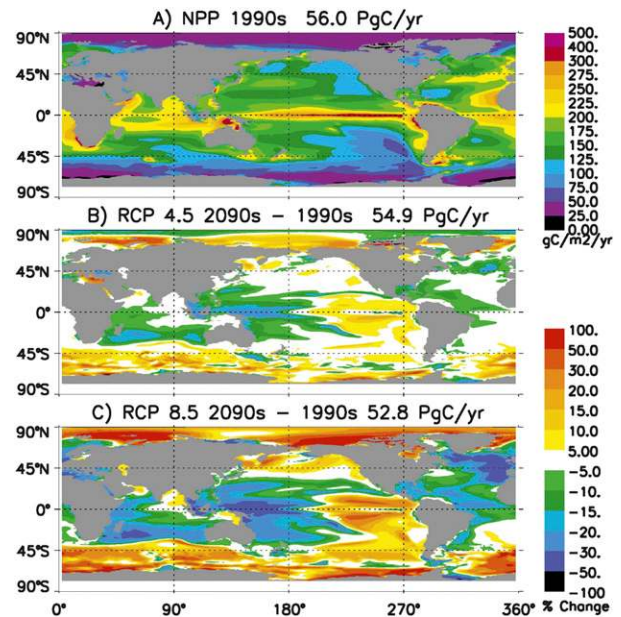 A) NPP 1990s 56.0 PgC/yr
90°N
45°N
0°
45°S
90°S
500.
400.
300.
275.
250.
225.
200.
175.
150.
125.
100.
75.0
50.0
25.0
0.00
gC/m2/yr
B) RCP 4.5 2090s − 1990s 54.9 PgC/yr
90°N
45°N
0°
45°S
90°S
C) RCP 8.5 2090s − 1990s 52.8 PgC/yr
90°N
45°N
0°
45°S
90°S
0°
90°
180°
270°
360°
100.
50.0
30.0
20.0
15.0
10.0
5.00
−5.0
−10.
−15.
−20.
−30.
−50.
−100
% Change